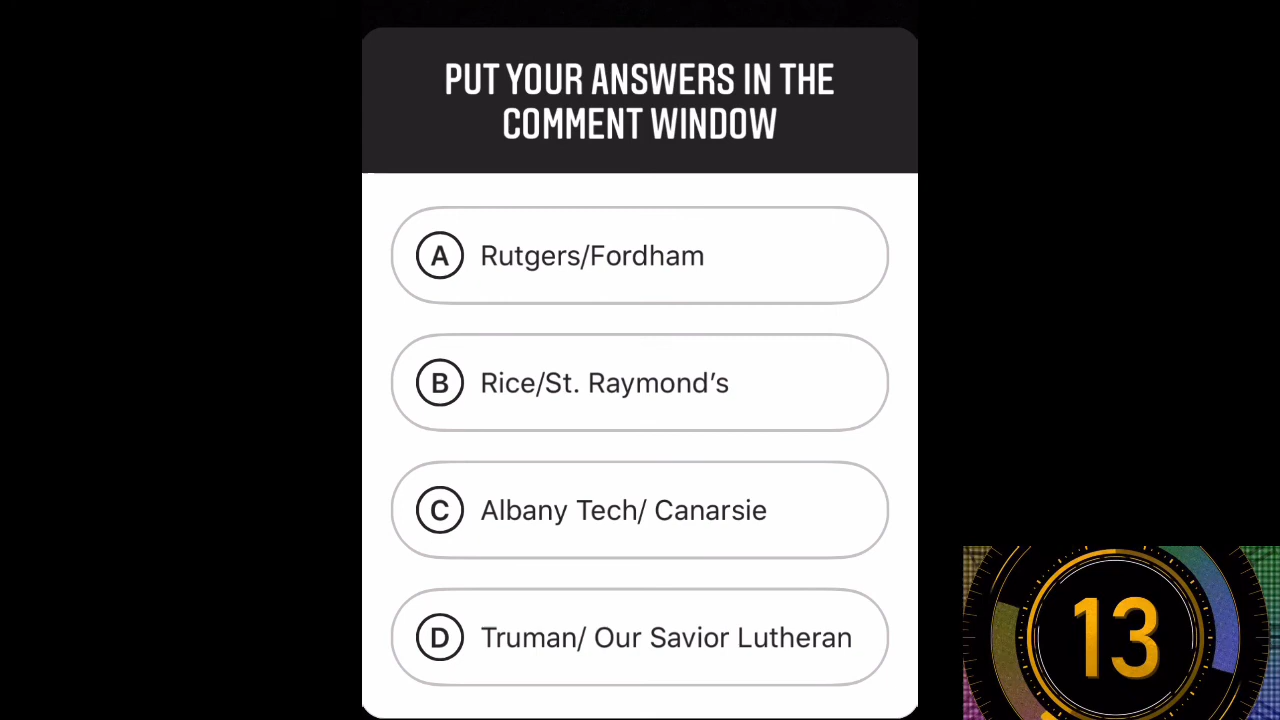 PUT YOUR ANSWERS IN THE
COMMENT WINDOW
A Rutgers/Fordham
B Rice/St. Raymond’s
C Albany Tech/ Canarsie
D Truman/ Our Savior Lutheran
13